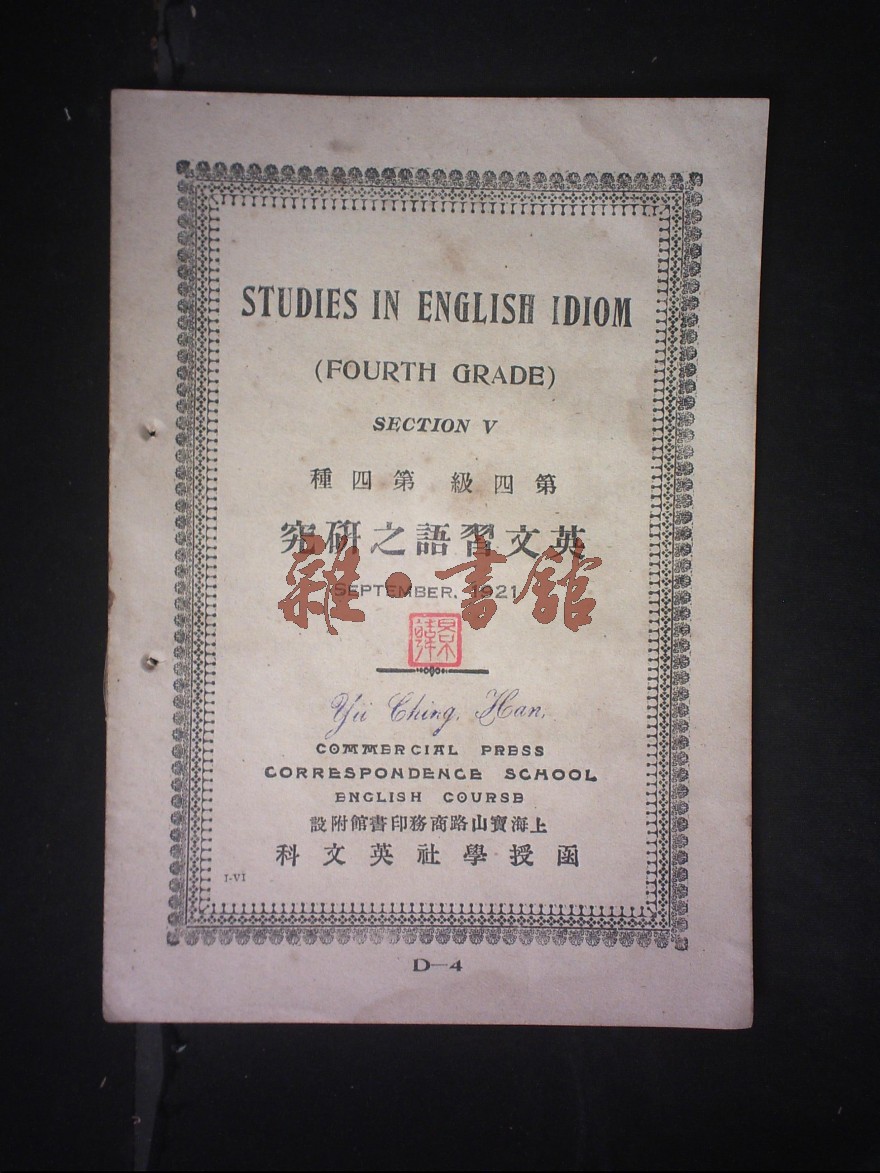 STUDIES IN ENGLISH IDIOM
(FOURTH GRADE)
SECTION V
第四級 第四種
英文習語之研究
SEPTEMBER, 1921
雜·書館
Yü Ching, Han,
COMMERCIAL PRESS
CORRESPONDENCE SCHOOL
ENGLISH COURSE
上海寶山路商務印書館附設
函授學社英文科
I-VI
D—4